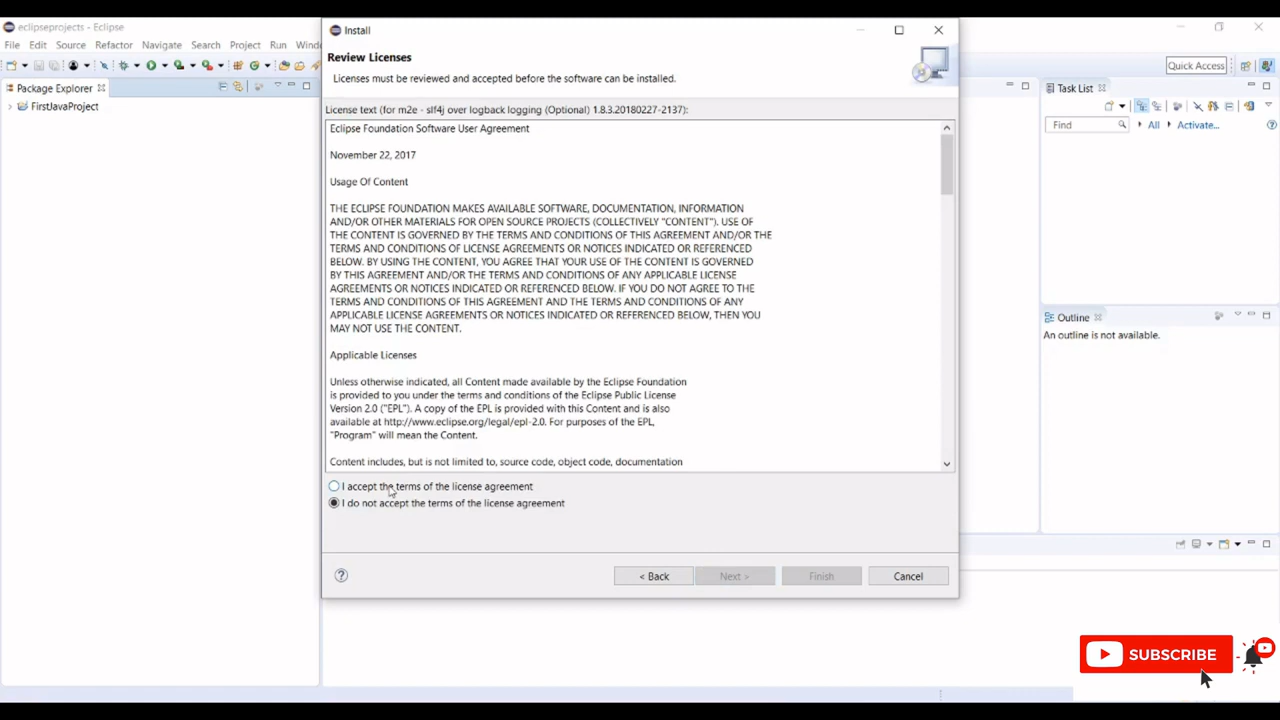 eclipseprojects - Eclipse
File Edit Source Refactor Navigate Search Project Run Wind
Quick Access
Package Explorer
FirstJavaProject
Install
Review Licenses
Licenses must be reviewed and accepted before the software can be installed.
License text (for m2e - slf4j over logback logging (Optional) 1.8.3.20180227-2137):
Eclipse Foundation Software User Agreement
November 22, 2017
Usage Of Content
THE ECLIPSE FOUNDATION MAKES AVAILABLE SOFTWARE, DOCUMENTATION, INFORMATION
AND/OR OTHER MATERIALS FOR OPEN SOURCE PROJECTS (COLLECTIVELY "CONTENT"). USE OF
THE CONTENT IS GOVERNED BY THE TERMS AND CONDITIONS OF THIS AGREEMENT AND/OR THE
TERMS AND CONDITIONS OF LICENSE AGREEMENTS OR NOTICES INDICATED OR REFERENCED
BELOW. BY USING THE CONTENT, YOU AGREE THAT YOUR USE OF THE CONTENT IS GOVERNED
BY THIS AGREEMENT AND/OR THE TERMS AND CONDITIONS OF ANY APPLICABLE LICENSE
AGREEMENTS OR NOTICES INDICATED OR REFERENCED BELOW. IF YOU DO NOT AGREE TO THE
TERMS AND CONDITIONS OF THIS AGREEMENT AND THE TERMS AND CONDITIONS OF ANY
APPLICABLE LICENSE AGREEMENTS OR NOTICES INDICATED OR REFERENCED BELOW, THEN YOU
MAY NOT USE THE CONTENT.
Applicable Licenses
Unless otherwise indicated, all Content made available by the Eclipse Foundation
is provided to you under the terms and conditions of the Eclipse Public License
Version 2.0 ("EPL"). A copy of the EPL is provided with this Content and is also
available at http://www.eclipse.org/legal/epl-2.0. For purposes of the EPL,
"Program" will mean the Content.
Content includes, but is not limited to, source code, object code, documentation
I accept the terms of the license agreement
I do not accept the terms of the license agreement
< Back
Next >
Finish
Cancel
Task List
Find
All
Activate...
Outline
An outline is not available.
SUBSCRIBE